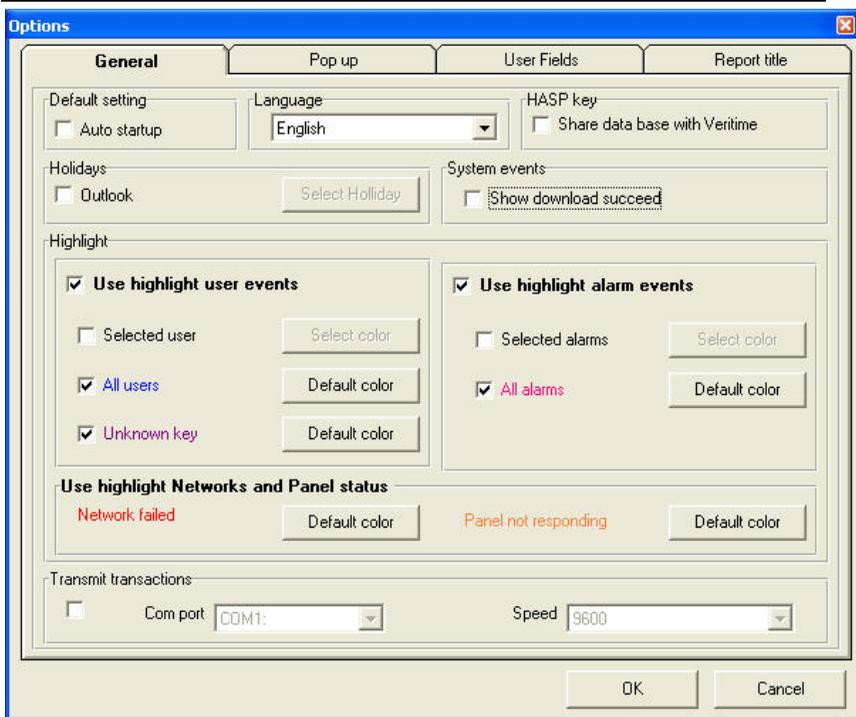 Options
General
Pop up
User Fields
Report title
Default setting
Auto startup
Language
English
HASP key
Share data base with Veritime
Holidays
Outlook
Select Holliday
System events
Show download succeed
Highlight
Use highlight user events
Selected user
Select color
All users
Default color
Unknown key
Default color
Use highlight alarm events
Selected alarms
Select color
All alarms
Default color
Use highlight Networks and Panel status
Network failed
Default color
Panel not responding
Default color
Transmit transactions
Com port
COM1:
Speed
9600
OK
Cancel